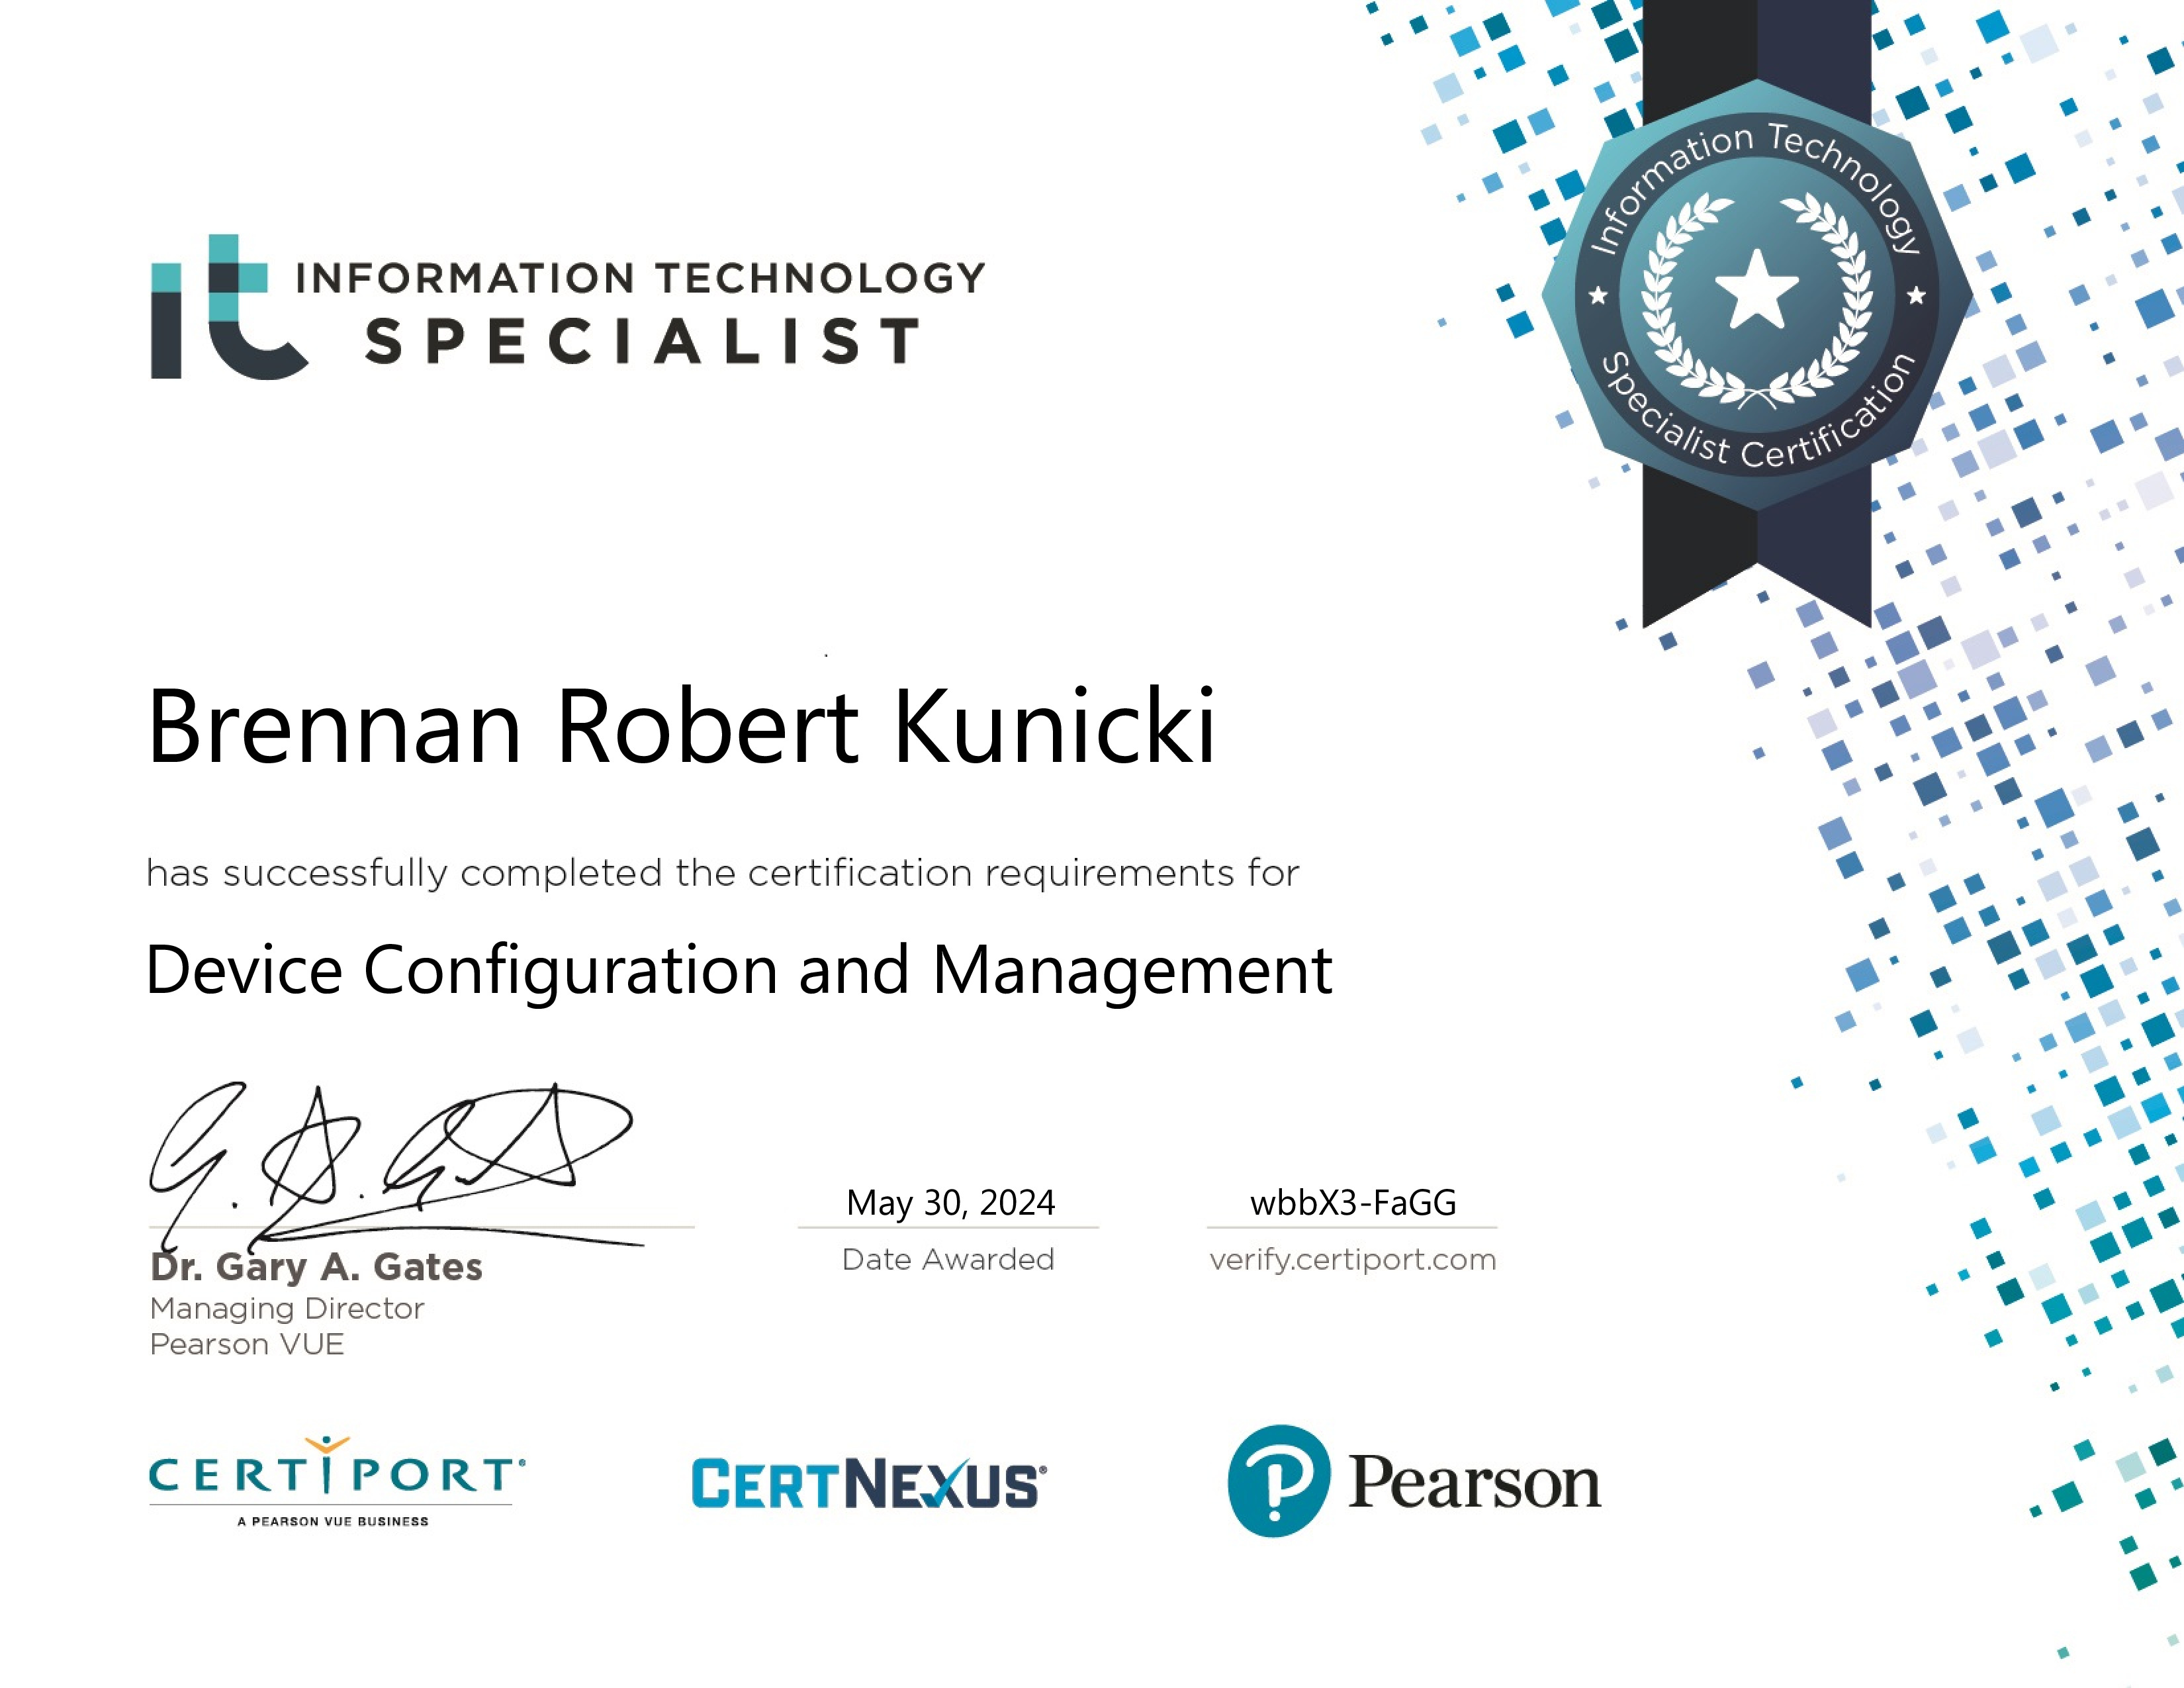 Information Technology
Specialist Certification
it INFORMATION TECHNOLOGY
SPECIALIST
Brennan Robert Kunicki
has successfully completed the certification requirements for
Device Configuration and Management
G. A. Gates
May 30, 2024
wbbX3-FaGG
Dr. Gary A. Gates
Date Awarded
verify.certiport.com
Managing Director
Pearson VUE
CERTIPORT®
A PEARSON VUE BUSINESS
CERTNEXUS®
P Pearson